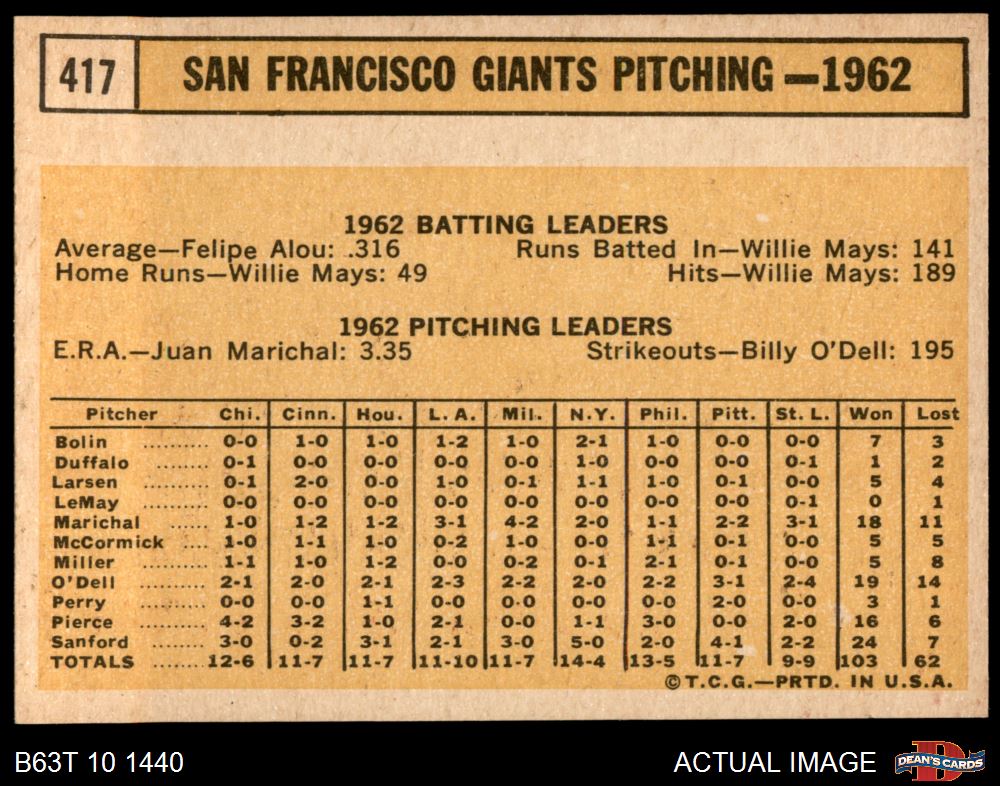 417 SAN FRANCISCO GIANTS PITCHING—1962
1962 BATTING LEADERS
Average—Felipe Alou: .316 Runs Batted In—Willie Mays: 141
Home Runs—Willie Mays: 49 Hits—Willie Mays: 189
1962 PITCHING LEADERS
E.R.A.—Juan Marichal: 3.35 Strikeouts—Billy O'Dell: 195
Pitcher Chi. Cinn. Hou. L. A. Mil. N.Y. Phil. Pitt. St. L. Won Lost
Bolin .......... 0-0 1-0 1-0 1-2 1-0 2-1 1-0 0-0 0-0 7 3
Duffalo ........ 0-1 0-0 0-0 0-0 0-0 1-0 0-0 0-0 0-1 1 2
Larsen .......... 0-1 2-0 0-0 1-0 0-1 1-1 1-0 0-1 0-0 5 4
LeMay .......... 0-0 0-0 0-0 0-0 0-0 0-0 0-0 0-0 0-1 0 1
Marichal ...... 1-0 1-2 1-2 3-1 4-2 2-0 1-1 2-2 3-1 18 11
McCormick .... 1-0 1-1 1-0 0-2 1-0 0-0 1-1 0-1 0-0 5 5
Miller .......... 1-1 1-0 1-2 0-0 0-2 0-1 2-1 0-1 0-0 5 8
O'Dell .......... 2-1 2-0 2-1 2-3 2-2 2-0 2-2 3-1 2-4 19 14
Perry .......... 0-0 0-0 1-1 0-0 0-0 0-0 0-0 2-0 0-0 3 1
Pierce .......... 4-2 3-2 1-0 2-1 0-0 1-1 3-0 0-0 2-0 16 6
Sanford ........ 3-0 0-2 3-1 2-1 3-0 5-0 2-0 4-1 2-2 24 7
TOTALS ........ 12-6 11-7 11-7 11-10 11-7 14-4 13-5 11-7 9-9 103 62
©T.C.G.—PRTD. IN U.S.A.
B63T 10 1440 ACTUAL IMAGE D DEAN'S CARDS